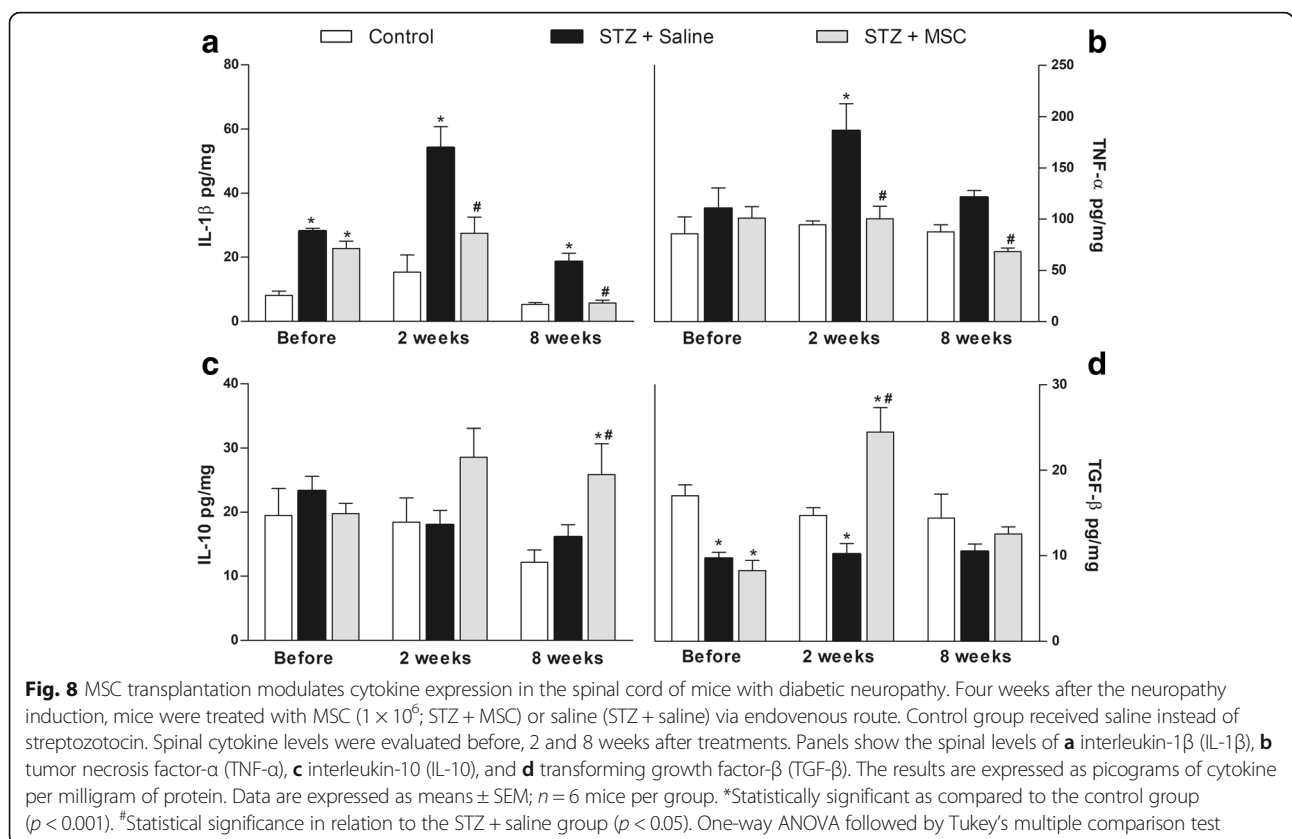 a Control STZ + Saline STZ + MSC b
80
60
40
20
0
IL-1β pg/mg
* * * # * #
Before 2 weeks 8 weeks
250
200
150
100
50
0
TNF-α pg/mg
* # #
Before 2 weeks 8 weeks
c
40
30
20
10
0
IL-10 pg/mg
*#
Before 2 weeks 8 weeks
d
30
20
10
0
TGF-β pg/mg
* * * *#
Before 2 weeks 8 weeks
Fig. 8 MSC transplantation modulates cytokine expression in the spinal cord of mice with diabetic neuropathy. Four weeks after the neuropathy
induction, mice were treated with MSC (1 × 10⁶; STZ + MSC) or saline (STZ + saline) via endovenous route. Control group received saline instead of
streptozotocin. Spinal cytokine levels were evaluated before, 2 and 8 weeks after treatments. Panels show the spinal levels of a interleukin-1β (IL-1β), b
tumor necrosis factor-α (TNF-α), c interleukin-10 (IL-10), and d transforming growth factor-β (TGF-β). The results are expressed as picograms of cytokine
per milligram of protein. Data are expressed as means ± SEM; n = 6 mice per group. *Statistically significant as compared to the control group
(p < 0.001). #Statistical significance in relation to the STZ + saline group (p < 0.05). One-way ANOVA followed by Tukey's multiple comparison test